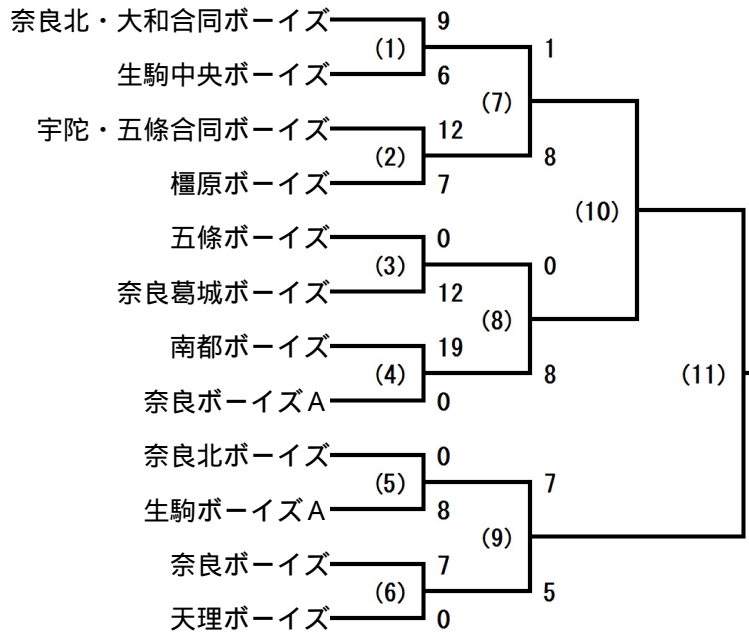 奈良北・大和合同ボーイズ 9
(1) 1
生駒中央ボーイズ 6
(7)
宇陀・五條合同ボーイズ 12
(2) 8
橿原ボーイズ 7
(10)
五條ボーイズ 0
(3) 0
奈良葛城ボーイズ 12
(8)
南都ボーイズ 19
(4) 8
(11)
奈良ボーイズA 0
奈良北ボーイズ 0
(5) 7
生駒ボーイズA 8
(9)
奈良ボーイズ 7
(6) 5
天理ボーイズ 0